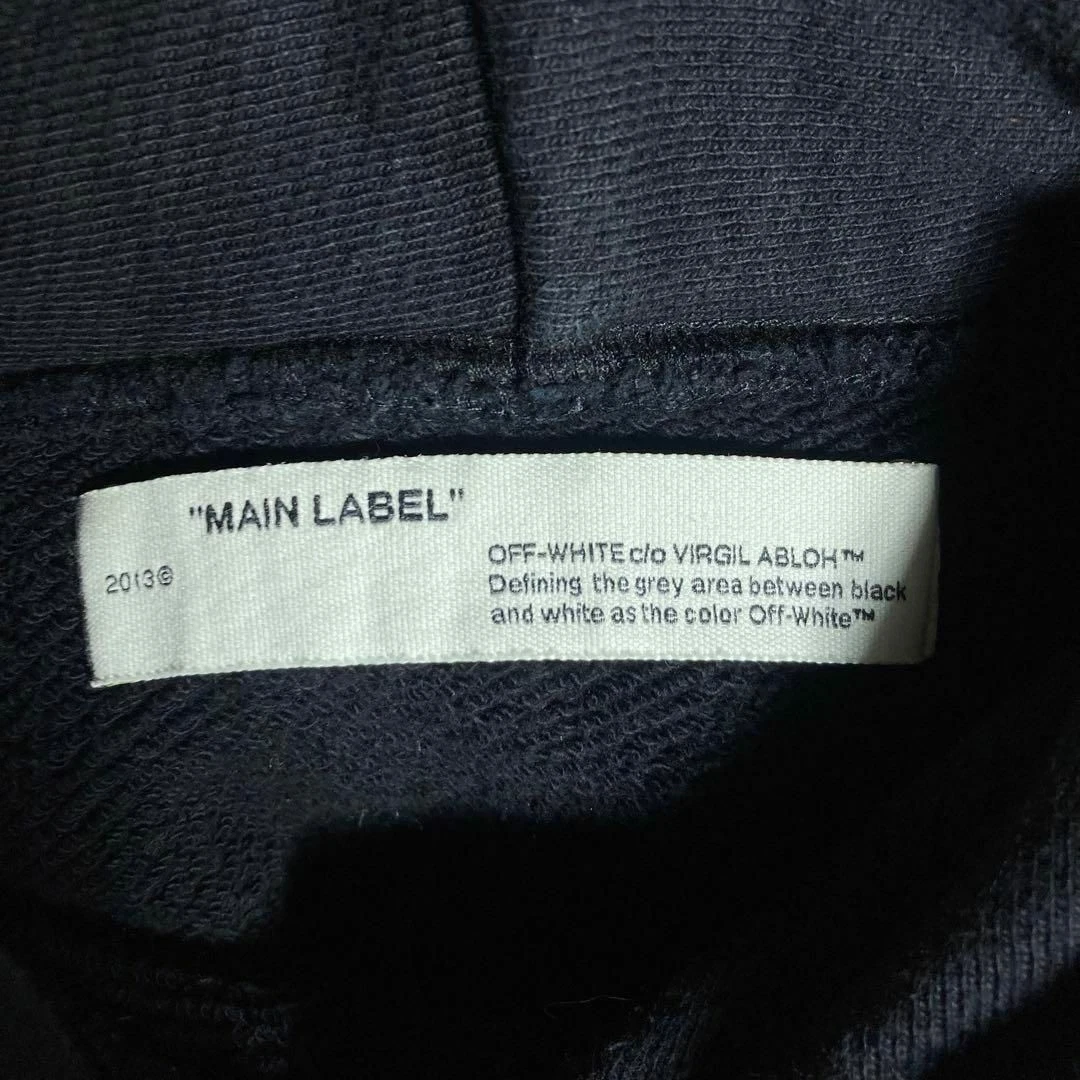 "MAIN LABEL"
2013©
OFF-WHITE c/o VIRGIL ABLOH™
Defining the grey area between black
and white as the color Off-White™